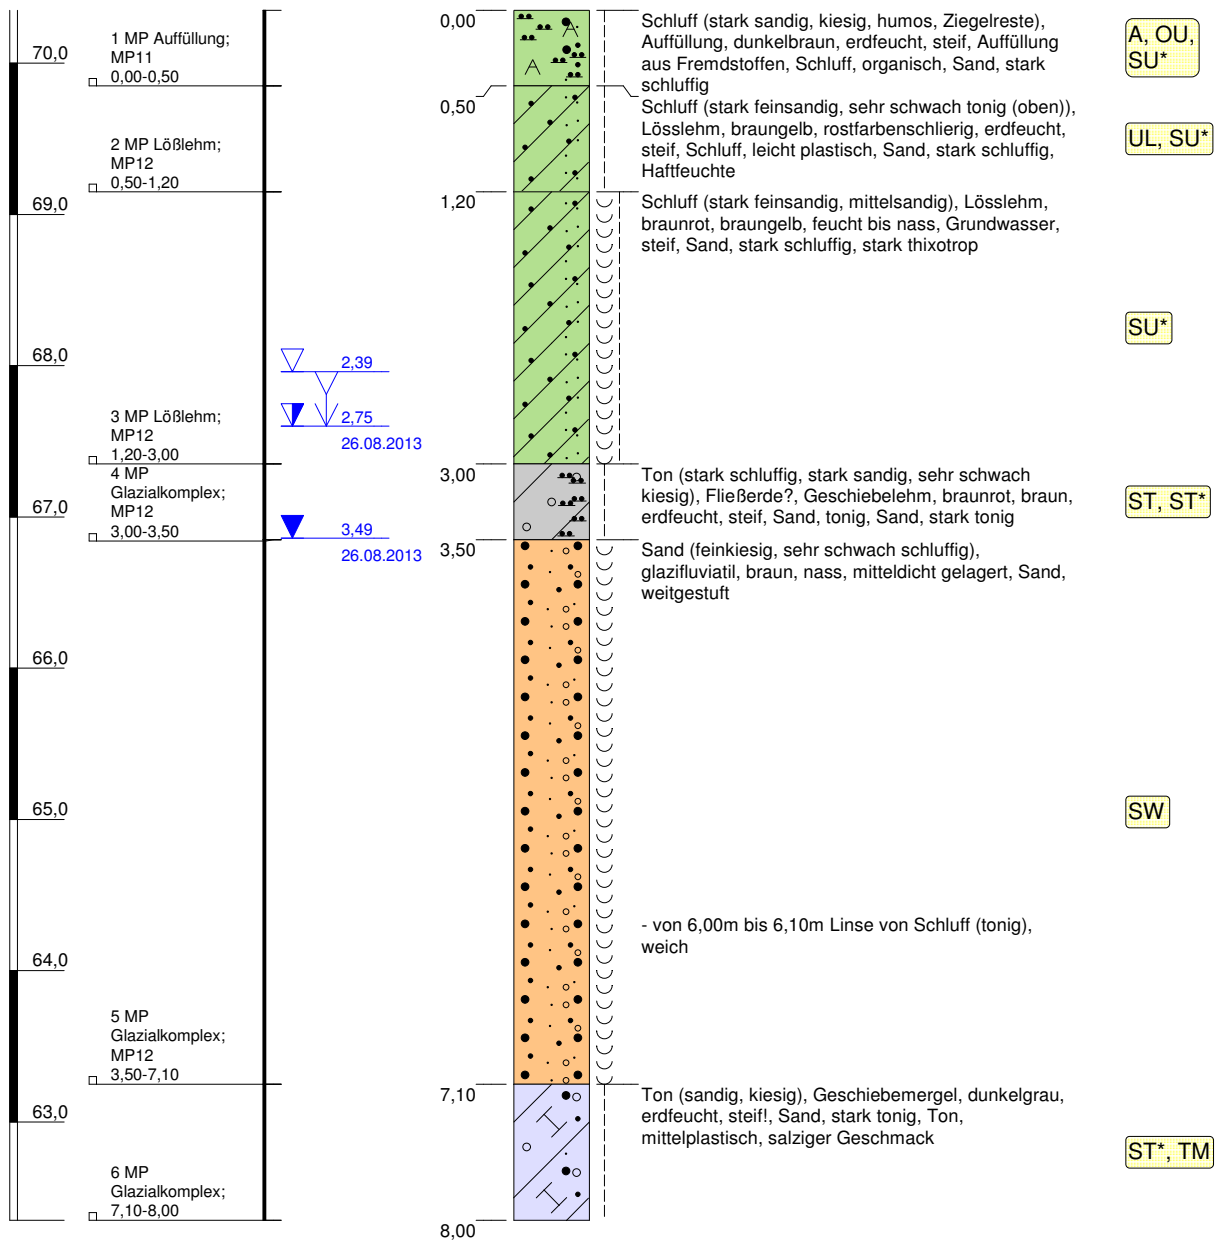 0,00
Schluff (stark sandig, kiesig, humos, Ziegelreste),
Auffüllung, dunkelbraun, erdfeucht, steif, Auffüllung
aus Fremdstoffen, Schluff, organisch, Sand, stark
schluffig
A, OU,
SU*
1 MP Auffüllung;
MP11
0,00-0,50
70,0
A
A
0,50
Schluff (stark feinsandig, sehr schwach tonig (oben)),
Lösslehm, braungelb, rostfarbenschlierig, erdfeucht,
steif, Schluff, leicht plastisch, Sand, stark schluffig,
Haftfeuchte
UL, SU*
2 MP Lößlehm;
MP12
0,50-1,20
69,0
1,20
Schluff (stark feinsandig, mittelsandig), Lösslehm,
braunrot, braungelb, feucht bis nass, Grundwasser,
steif, Sand, stark schluffig, stark thixotrop
SU*
68,0
2,39
2,75
26.08.2013
3 MP Lößlehm;
MP12
1,20-3,00
3,00
Ton (stark schluffig, stark sandig, sehr schwach
kiesig), Fließerde?, Geschiebelehm, braunrot, braun,
erdfeucht, steif, Sand, tonig, Sand, stark tonig
ST, ST*
4 MP
Glazialkomplex;
MP12
3,00-3,50
67,0
3,49
26.08.2013
3,50
Sand (feinkiesig, sehr schwach schluffig),
glazifluviatil, braun, nass, mitteldicht gelagert, Sand,
weitgestuft
66,0
65,0
SW
- von 6,00m bis 6,10m Linse von Schluff (tonig),
weich
64,0
5 MP
Glazialkomplex;
MP12
3,50-7,10
7,10
Ton (sandig, kiesig), Geschiebemergel, dunkelgrau,
erdfeucht, steif!, Sand, stark tonig, Ton,
mittelplastisch, salziger Geschmack
ST*, TM
63,0
6 MP
Glazialkomplex;
7,10-8,00
8,00